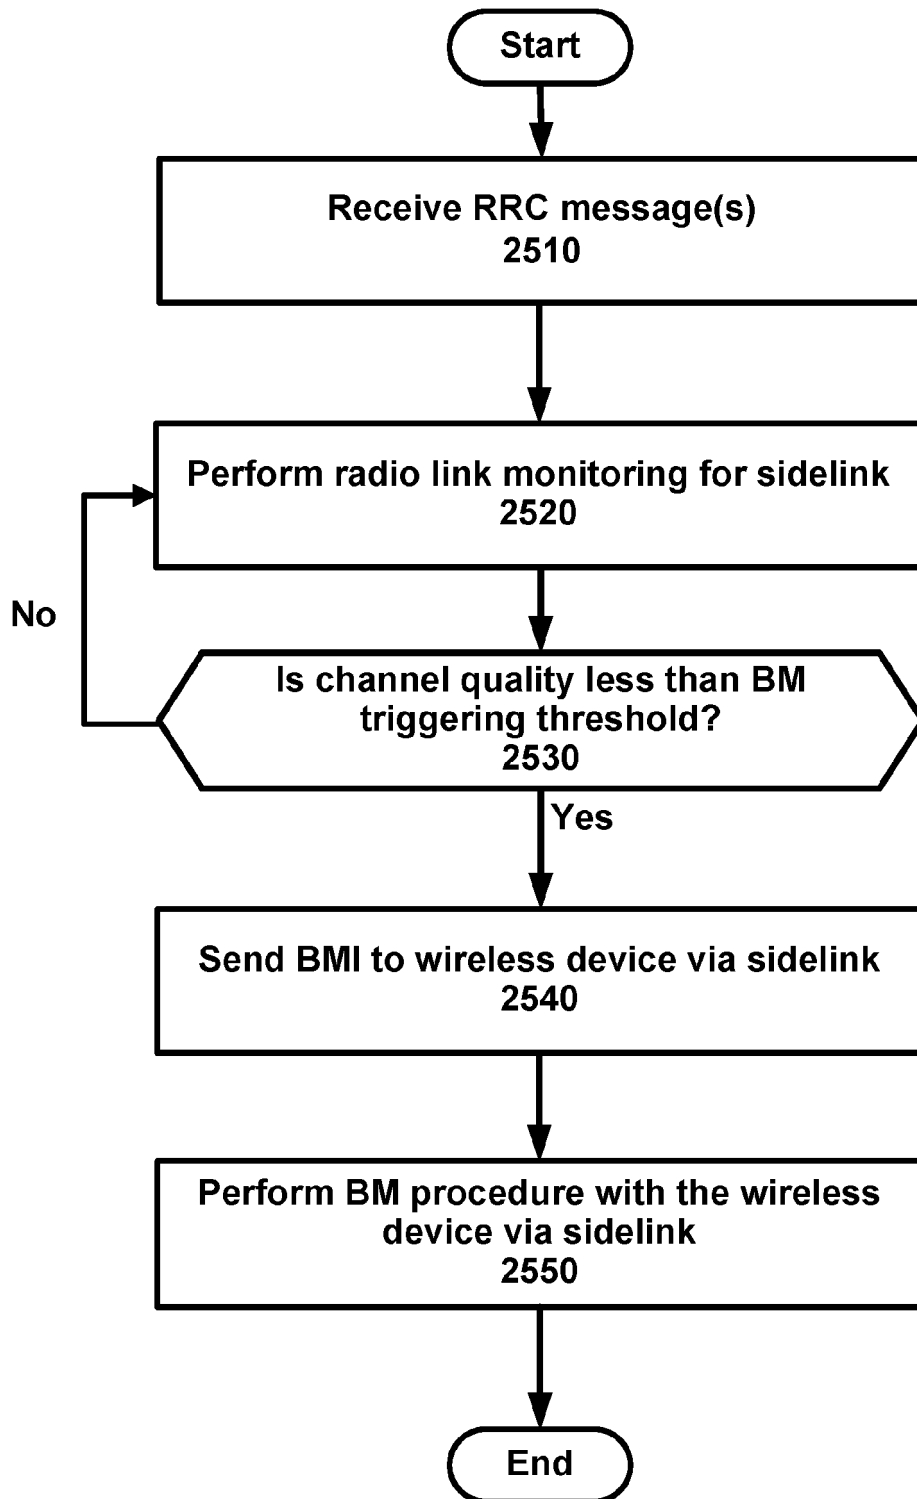 Start
Receive RRC message(s)
2510
Perform radio link monitoring for sidelink
2520
No
Is channel quality less than BM
triggering threshold?
2530
Yes
Send BMI to wireless device via sidelink
2540
Perform BM procedure with the wireless
device via sidelink
2550
End